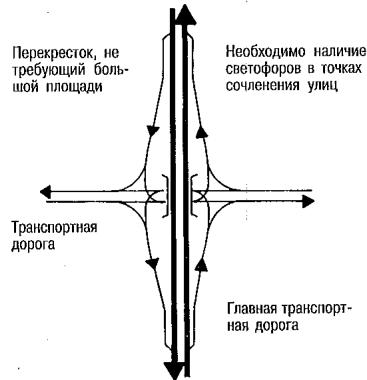 Перекресток, не
требующий боль-
шой площади
Необходимо наличие
светофоров в точках
сочленения улиц
Транспортная
дорога
Главная транспорт-
ная дорога